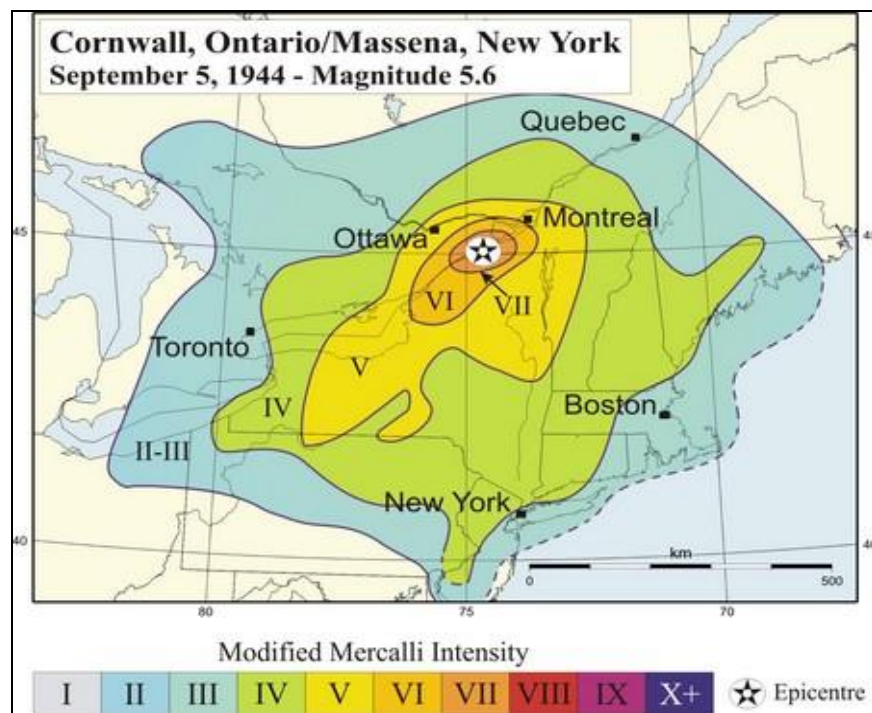 Cornwall, Ontario/Massena, New York
September 5, 1944 - Magnitude 5.6
Quebec
45
Ottawa
Montreal
VI
VII
Toronto
V
IV
Boston
II-III
New York
40
km
0
500
80
75
70
Modified Mercalli Intensity
I II III IV V VI VII VIII IX X+
Epicentre